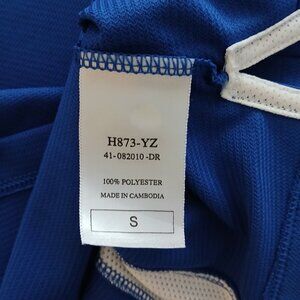 H873-YZ
41-082010-DR
100% POLYESTER
MADE IN CAMBODIA
S